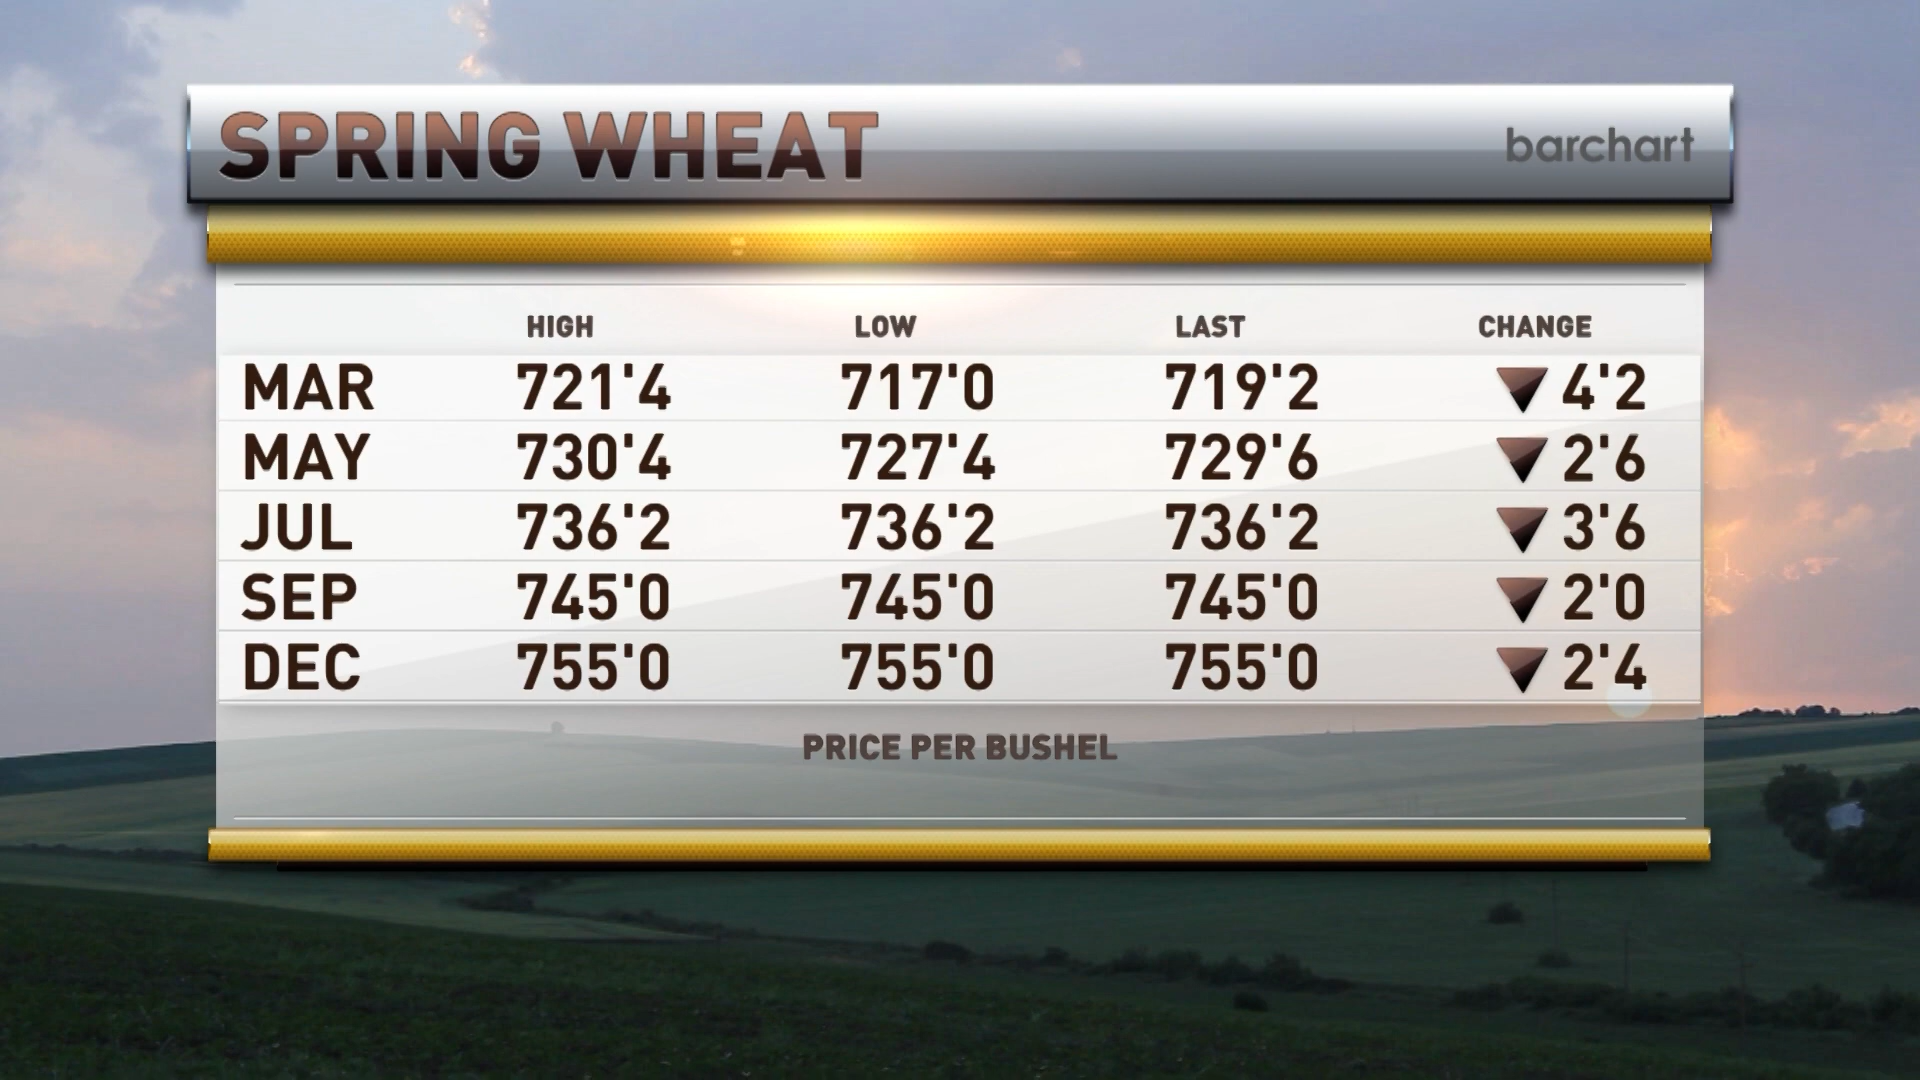 SPRING WHEAT barchart
HIGH LOW LAST CHANGE
MAR 721'4 717'0 719'2 ▼ 4'2
MAY 730'4 727'4 729'6 ▼ 2'6
JUL 736'2 736'2 736'2 ▼ 3'6
SEP 745'0 745'0 745'0 ▼ 2'0
DEC 755'0 755'0 755'0 ▼ 2'4
PRICE PER BUSHEL